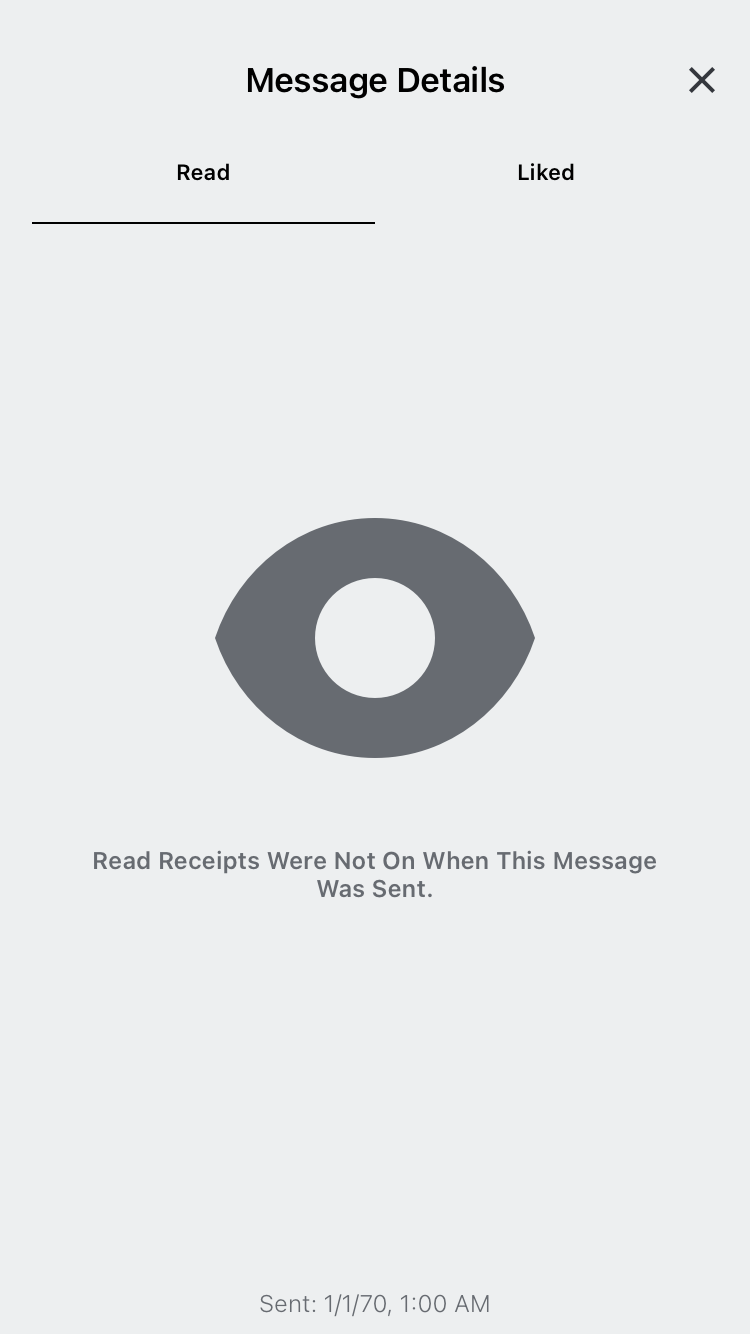 Message Details
Read
Liked
Read Receipts Were Not On When This Message
Was Sent.
Sent: 1/1/70, 1:00 AM